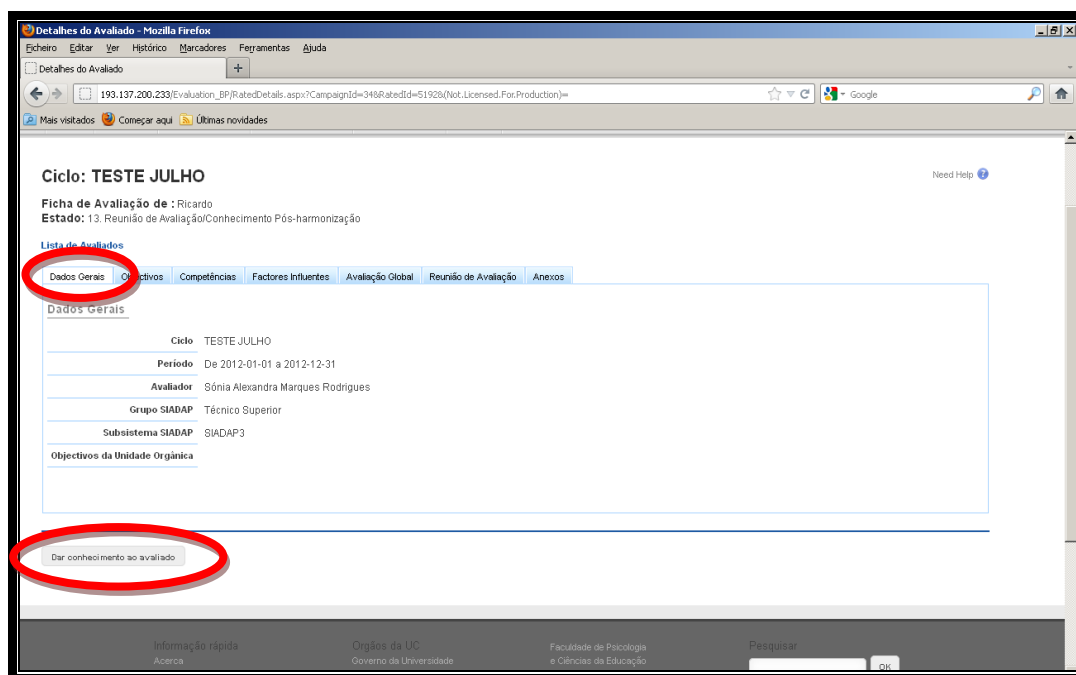 Detalhes do Avaliado - Mozilla Firefox
Ficheiro Editar Ver Histórico Marcadores Ferramentas Ajuda
Detalhes do Avaliado
193.137.200.233/Evaluation_BP/RatedDetails.aspx?CampaignId=34&RatedId=5192&(Not.Licensed.For.Production)=
Google
Mais visitados Começar aqui Últimas novidades
Ciclo: TESTE JULHO
Need Help ?
Ficha de Avaliação de : Ricardo
Estado: 13. Reunião de Avaliação/Conhecimento Pós-harmonização
Lista de Avaliados
Dados Gerais Objectivos Competências Factores Influentes Avaliação Global Reunião de Avaliação Anexos
Dados Gerais
Ciclo TESTE JULHO
Período De 2012-01-01 a 2012-12-31
Avaliador Sónia Alexandra Marques Rodrigues
Grupo SIADAP Técnico Superior
Subsistema SIADAP SIADAP3
Objectivos da Unidade Orgânica
Dar conhecimento ao avaliado
Informação rápida Orgãos da UC Faculdade de Psicologia Pesquisar
Acerca Governo da Universidade e Ciências da Educação OK